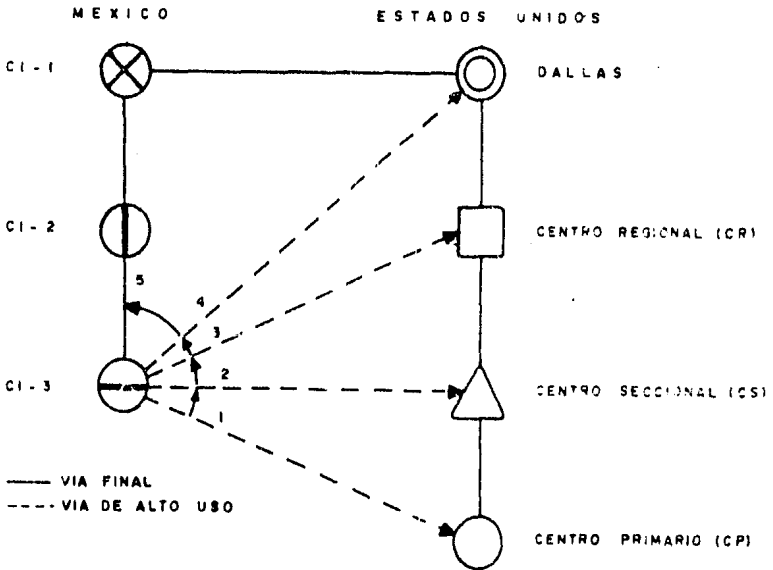 MEXICO
ESTADOS UNIDOS
CI-1
DALLAS
CI-2
CENTRO REGIONAL (CR)
5
4
3
2
1
CI-3
CENTRO SECCIONAL (CS)
VIA FINAL
VIA DE ALTO USO
CENTRO PRIMARIO (CP)